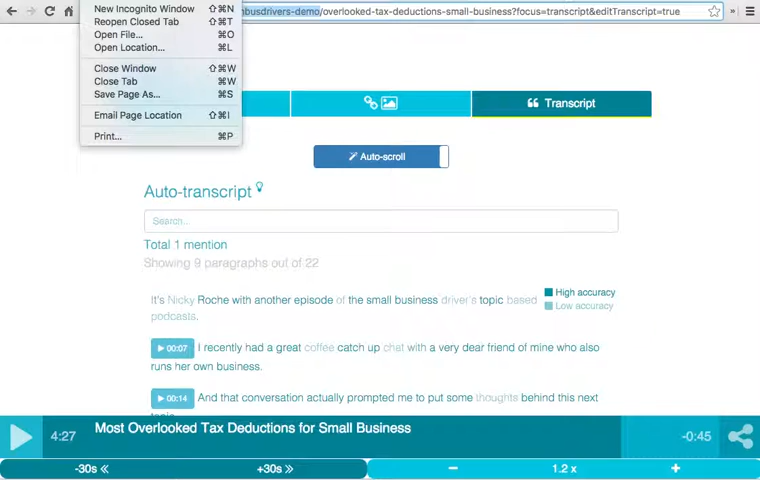 New Incognito Window ⇧⌘N
Reopen Closed Tab ⇧⌘T
Open File... ⌘O
Open Location... ⌘L
Close Window ⇧⌘W
Close Tab ⌘W
Save Page As... ⌘S
Email Page Location ⇧⌘I
Print... ⌘P
busdrivers-demo/overlooked-tax-deductions-small-business?focus=transcript&editTranscript=true
Transcript
Auto-scroll
Auto-transcript
Search..
Total 1 mention
Showing 9 paragraphs out of 22
High accuracy
Low accuracy
It's Nicky Roche with another episode of the small business driver's topic based
podcasts.
00:07 I recently had a great coffee catch up chat with a very dear friend of mine who also
runs her own business.
00:14 And that conversation actually prompted me to put some thoughts behind this next
topic
4:27
Most Overlooked Tax Deductions for Small Business
-0:45
-30s
+30s
−
1.2 x
+